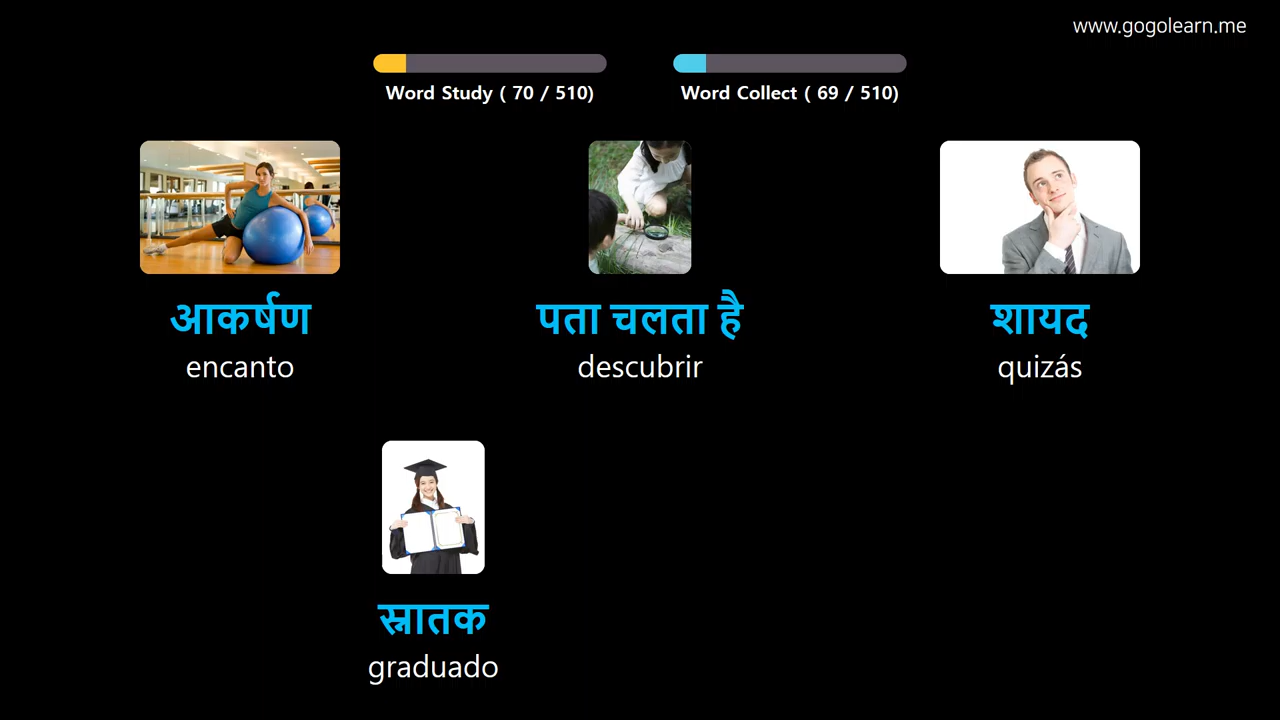 www.gogolearn.me
Word Study ( 70 / 510)
Word Collect ( 69 / 510)
आकर्षण
encanto
पता चलता है
descubrir
शायद
quizás
स्नातक
graduado